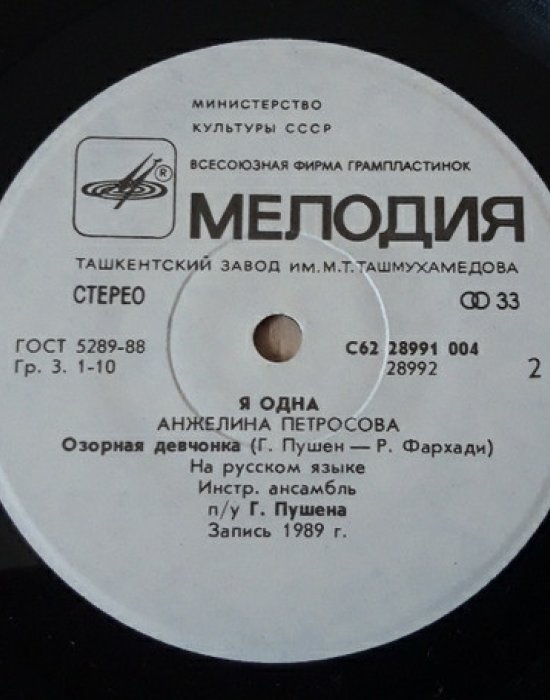 МИНИСТЕРСТВО
КУЛЬТУРЫ СССР
ВСЕСОЮЗНАЯ ФИРМА ГРАМПЛАСТИНОК
®
МЕЛОДИЯ
ТАШКЕНТСКИЙ ЗАВОД ИМ. М.Т. ТАШМУХАМЕДОВА
СТЕРЕО 33
ГОСТ 5289-88 С62 28991 004
Гр. 3. 1-10 28992 2
Я ОДНА
АНЖЕЛИНА ПЕТРОСОВА
Озорная девчонка (Г. Пушен — Р. Фархади)
На русском языке
Инстр. ансамбль
п/у Г. Пушена
Запись 1989 г.